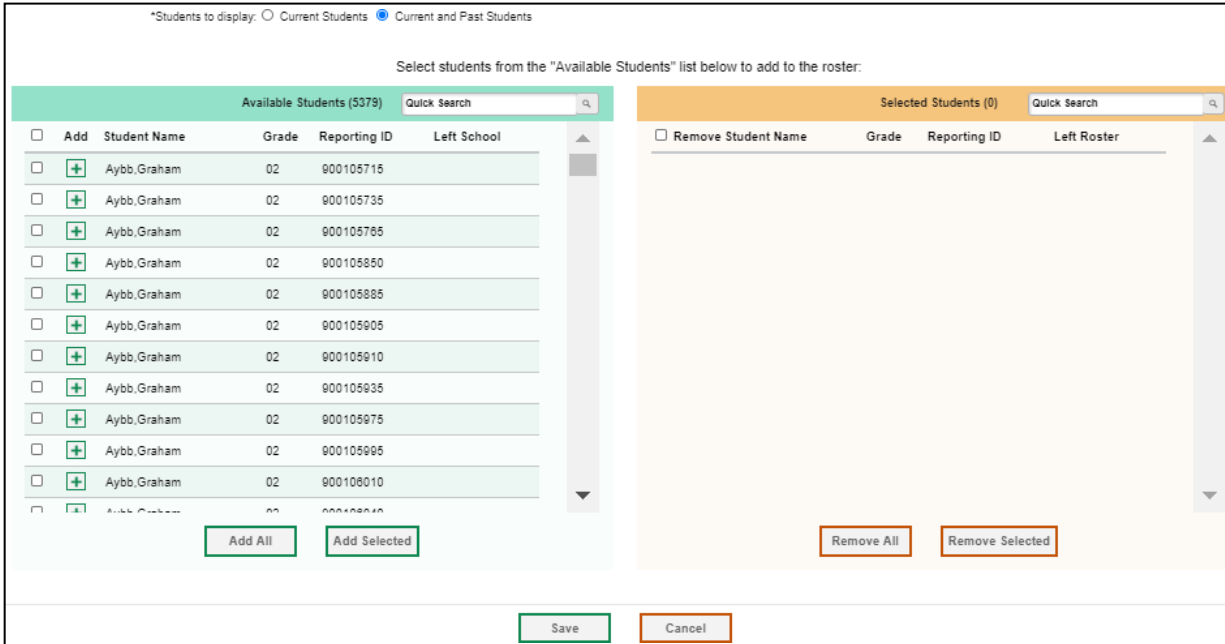 *Students to display: Current Students Current and Past Students
Select students from the "Available Students" list below to add to the roster:
Available Students (5379) Quick Search
Add Student Name Grade Reporting ID Left School
Aybb,Graham 02 900105715
Aybb,Graham 02 900105735
Aybb,Graham 02 900105765
Aybb,Graham 02 900105850
Aybb,Graham 02 900105885
Aybb,Graham 02 900105905
Aybb,Graham 02 900105910
Aybb,Graham 02 900105935
Aybb,Graham 02 900105975
Aybb,Graham 02 900105995
Aybb,Graham 02 900106010
Add All Add Selected
Selected Students (0) Quick Search
Remove Student Name Grade Reporting ID Left Roster
Remove All Remove Selected
Save Cancel